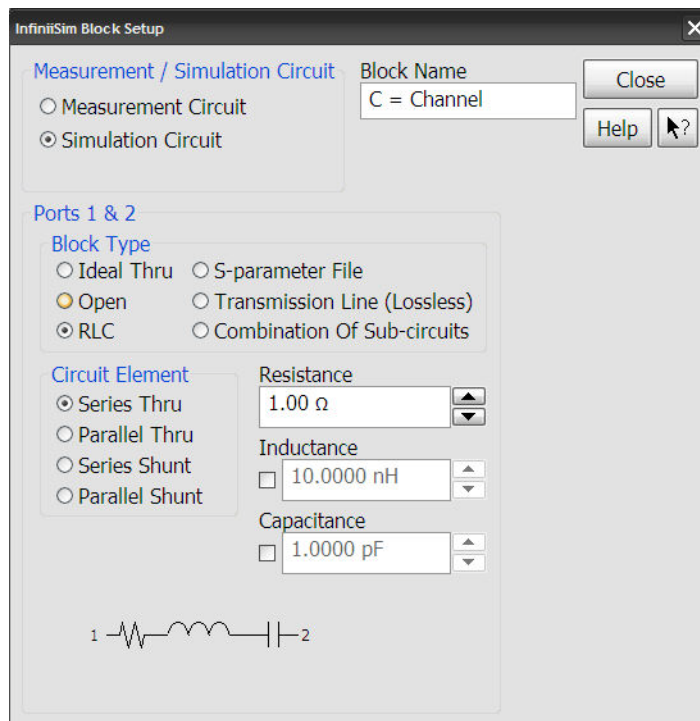 InfiniiSim Block Setup
Measurement / Simulation Circuit
Measurement Circuit
Simulation Circuit
Block Name
C = Channel
Close
Help
?
Ports 1 & 2
Block Type
Ideal Thru
S-parameter File
Open
Transmission Line (Lossless)
RLC
Combination Of Sub-circuits
Circuit Element
Series Thru
Parallel Thru
Series Shunt
Parallel Shunt
Resistance
1.00 Ω
Inductance
10.0000 nH
Capacitance
1.0000 pF
1 2